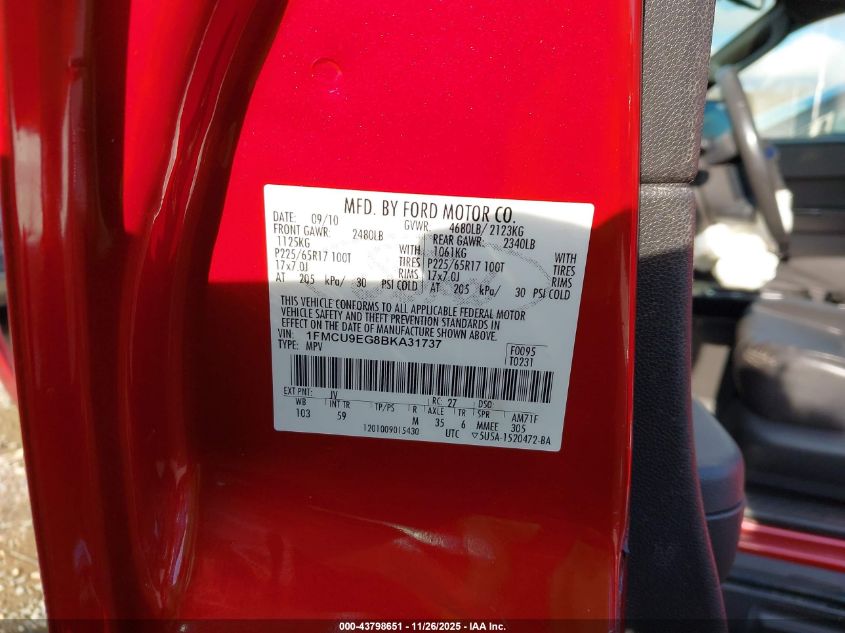 MFD. BY FORD MOTOR CO.
DATE: 09/10 GVWR: 4680LB/ 2123KG
FRONT GAWR: 2480LB REAR GAWR: 2340LB
1125KG WITH 1061KG WITH
P225/65R17 100T TIRES P225/65R17 100T TIRES
17x7.0J RIMS 17x7.0J RIMS
AT 205 kPa/ 30 PSI COLD AT 205 kPa/ 30 PSI COLD
THIS VEHICLE CONFORMS TO ALL APPLICABLE FEDERAL MOTOR
VEHICLE SAFETY AND THEFT PREVENTION STANDARDS IN
EFFECT ON THE DATE OF MANUFACTURE SHOWN ABOVE.
VIN: 1FMCU9EG8BKA31737 F0095
TYPE: MPV T0231
EXT PNT: JV RC: 27 DSO:
WB INT TR TP/PS R AXLE TR SPR AM71F
103 59 M 35 6 MMEE 305
1201009015430 UTC ▽5U5A-1520472-BA
000-43798651 | 11/26/2025 - IAA Inc.